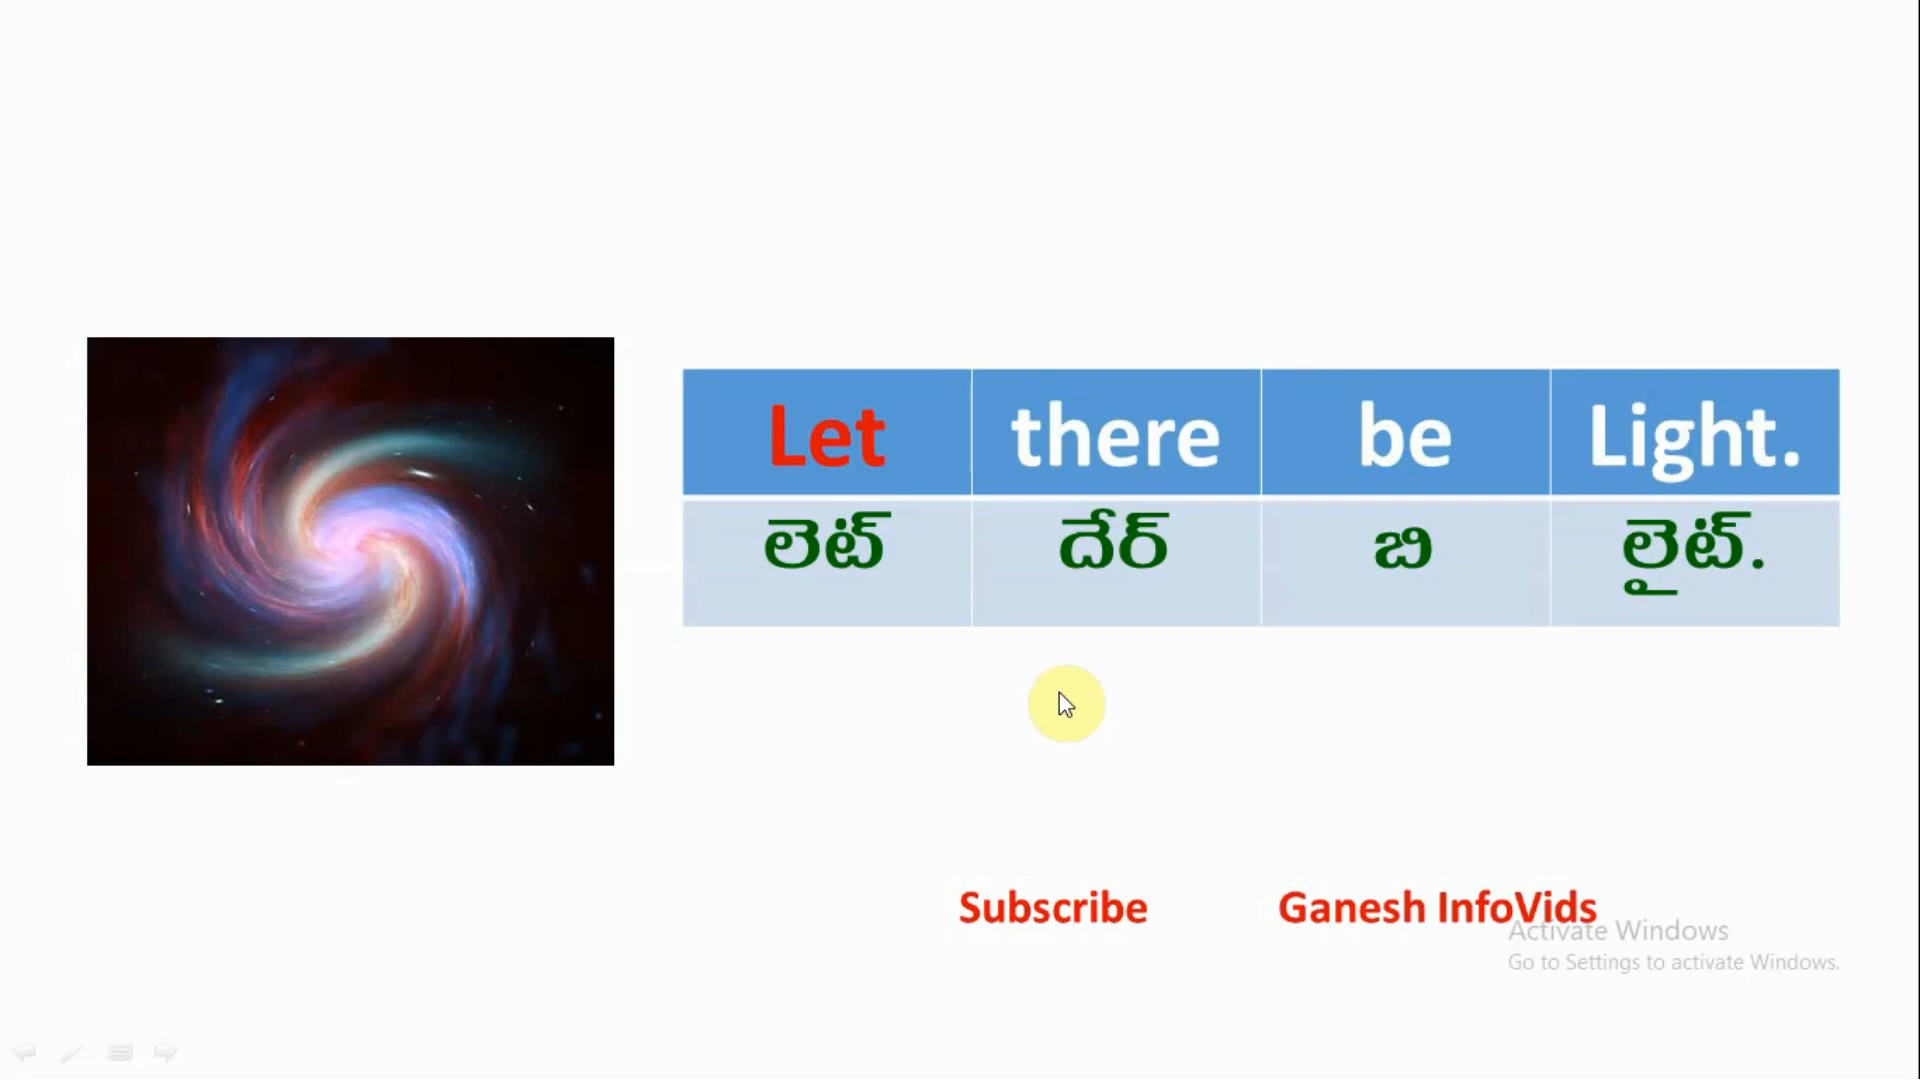 Let there be Light.
లెట్ దేర్ బి లైట్.
Subscribe Ganesh InfoVids
Activate Windows
Go to Settings to activate Windows.